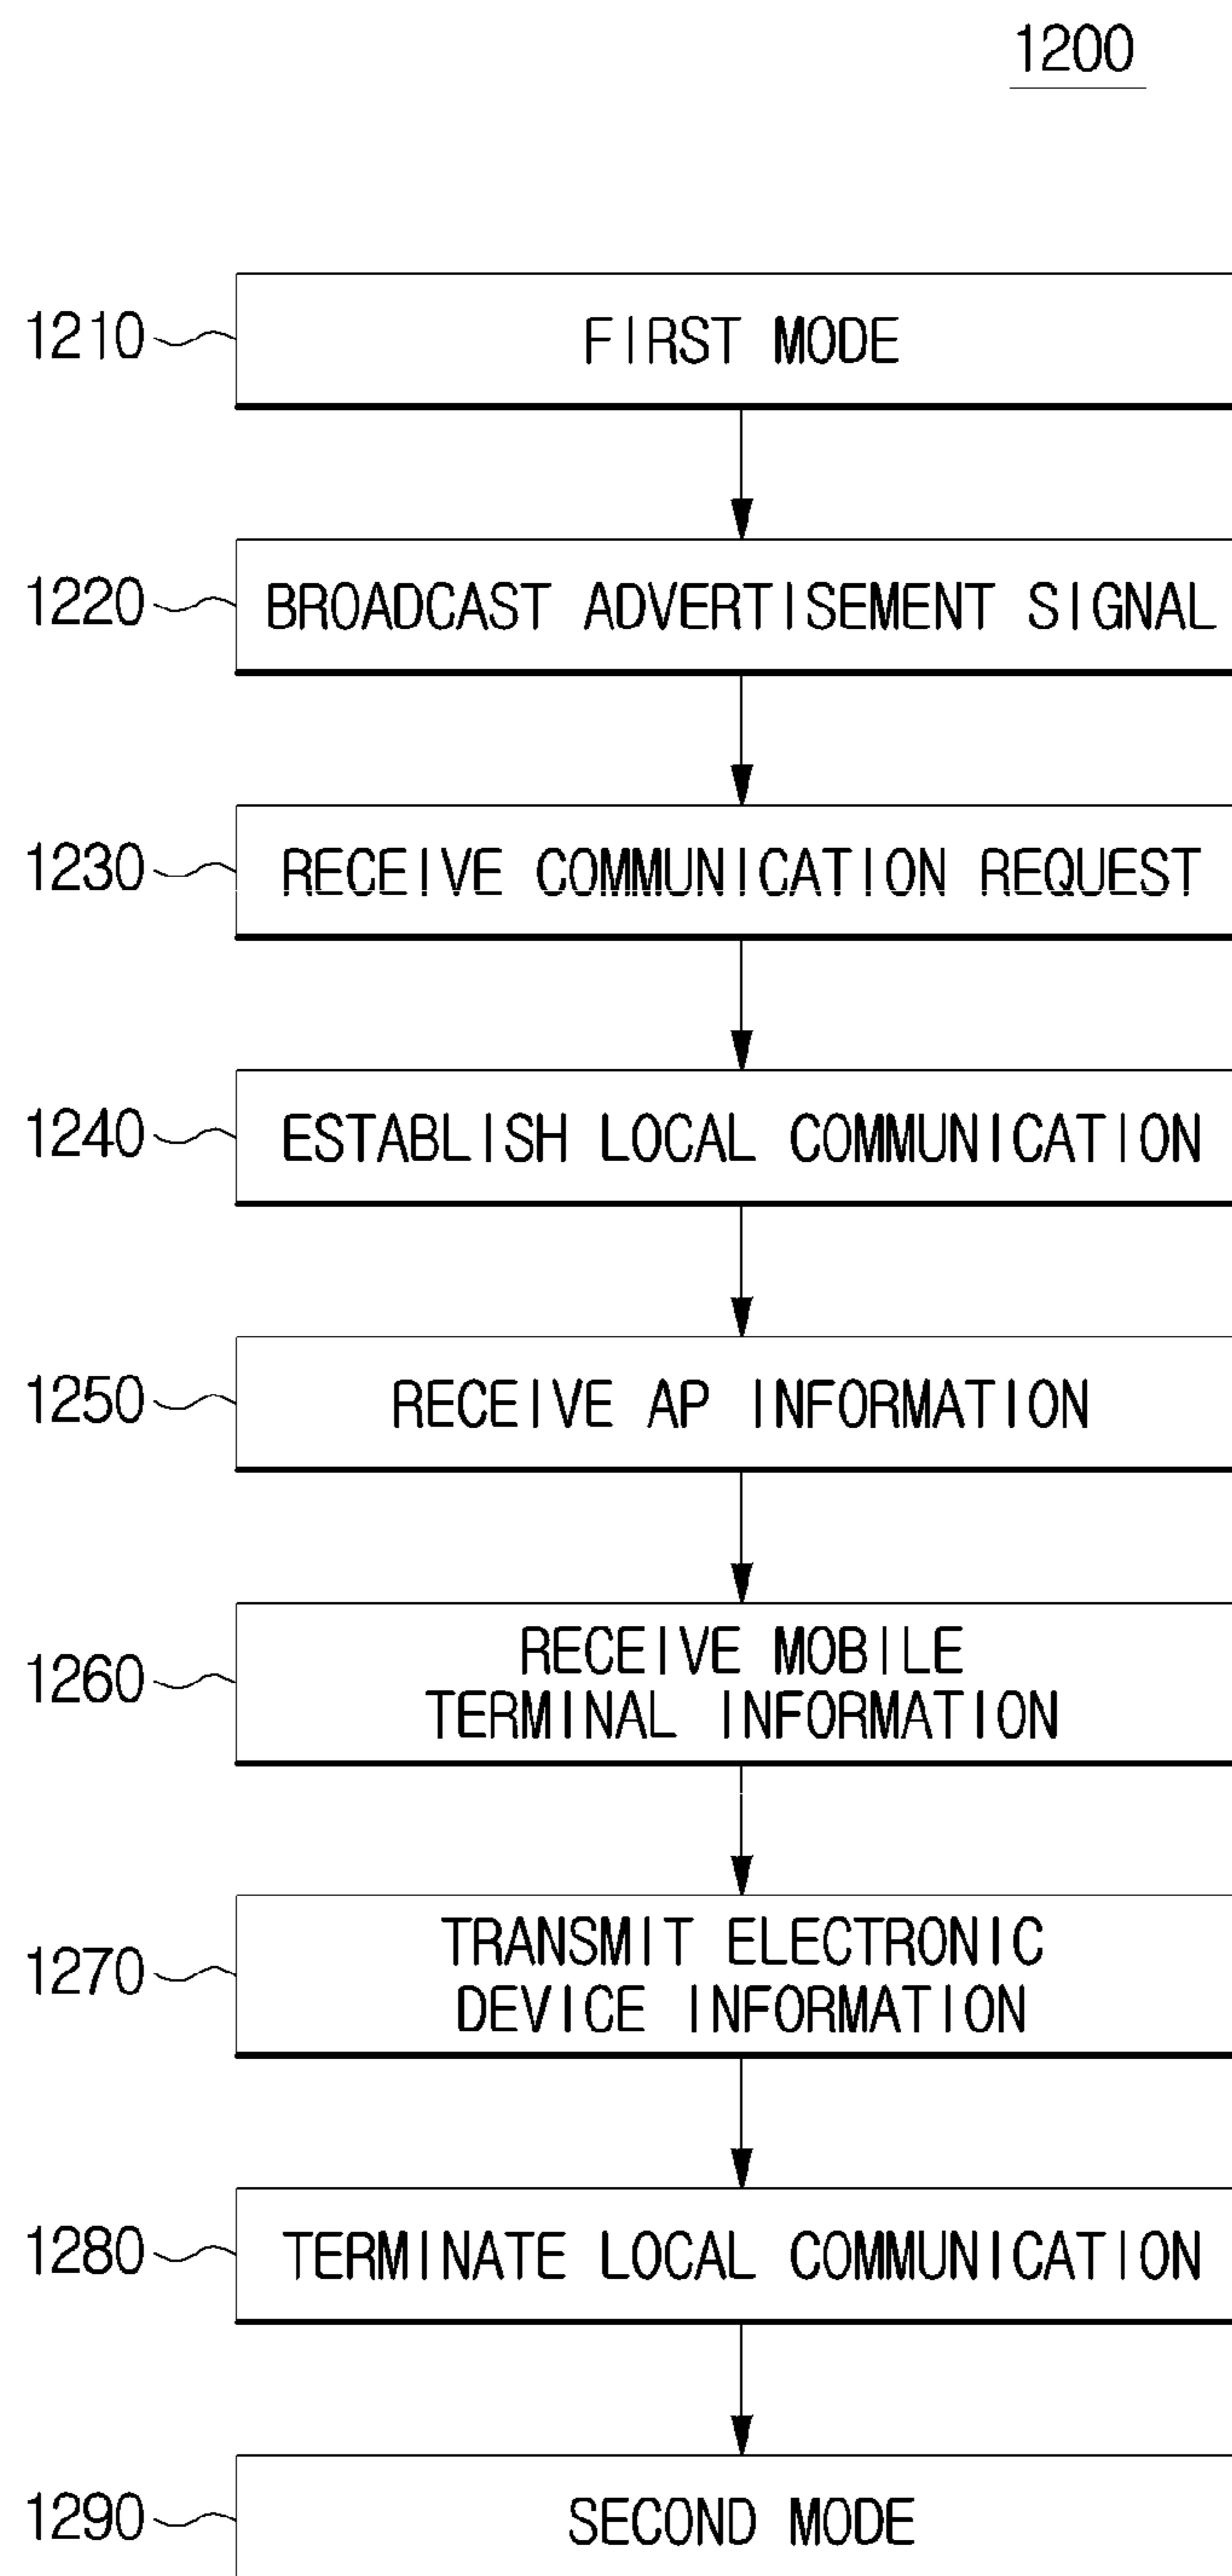 1200
1210 FIRST MODE
1220 BROADCAST ADVERTISEMENT SIGNAL
1230 RECEIVE COMMUNICATION REQUEST
1240 ESTABLISH LOCAL COMMUNICATION
1250 RECEIVE AP INFORMATION
1260 RECEIVE MOBILE
TERMINAL INFORMATION
1270 TRANSMIT ELECTRONIC
DEVICE INFORMATION
1280 TERMINATE LOCAL COMMUNICATION
1290 SECOND MODE